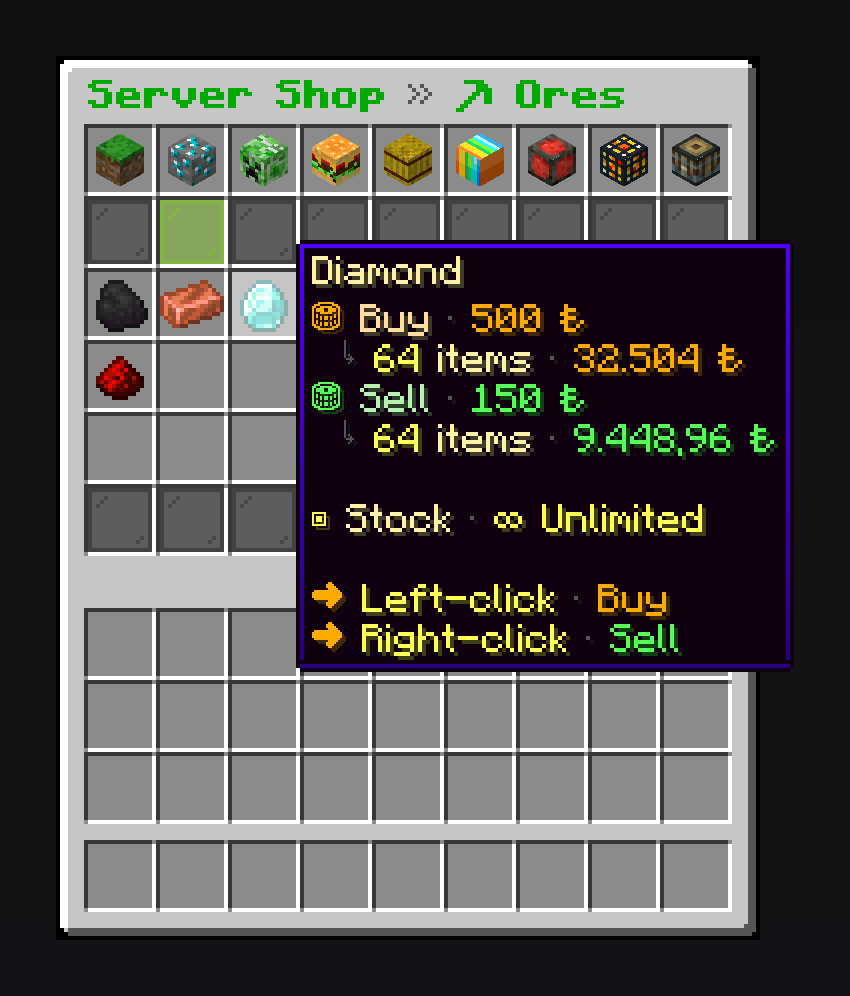 Server Shop » ↗ Ores
Diamond
Buy · 500 ₺
↳ 64 items · 32.504 ₺
Sell · 150 ₺
↳ 64 items · 9.448,96 ₺
Stock · ∞ Unlimited
➡ Left-click · Buy
➡ Right-click · Sell